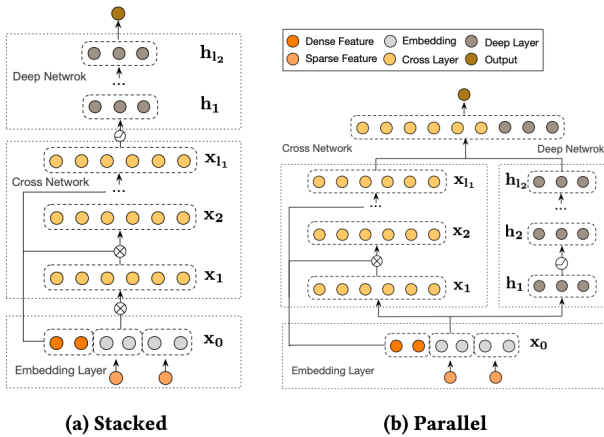 Deep Netwrok
h_l2
...
h_1
Cross Network
x_l1
...
x_2
x_1
x_0
Embedding Layer
(a) Stacked
Dense Feature Embedding Deep Layer
Sparse Feature Cross Layer Output
Cross Network Deep Netwrok
x_l1 h_l2
... ...
x_2 h_2
x_1 h_1
x_0
Embedding Layer
(b) Parallel